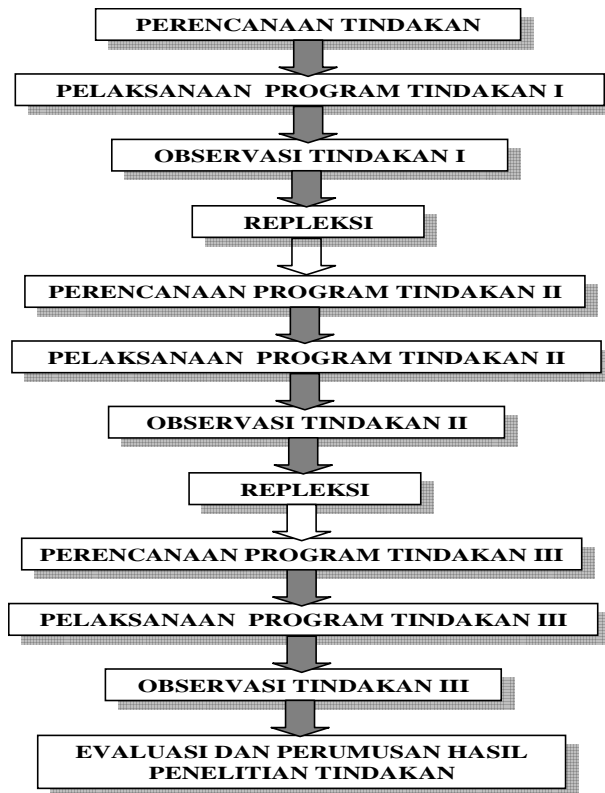 PERENCANAAN TINDAKAN
PELAKSANAAN PROGRAM TINDAKAN I
OBSERVASI TINDAKAN I
REPLEKSI
PERENCANAAN PROGRAM TINDAKAN II
PELAKSANAAN PROGRAM TINDAKAN II
OBSERVASI TINDAKAN II
REPLEKSI
PERENCANAAN PROGRAM TINDAKAN III
PELAKSANAAN PROGRAM TINDAKAN III
OBSERVASI TINDAKAN III
EVALUASI DAN PERUMUSAN HASIL
PENELITIAN TINDAKAN